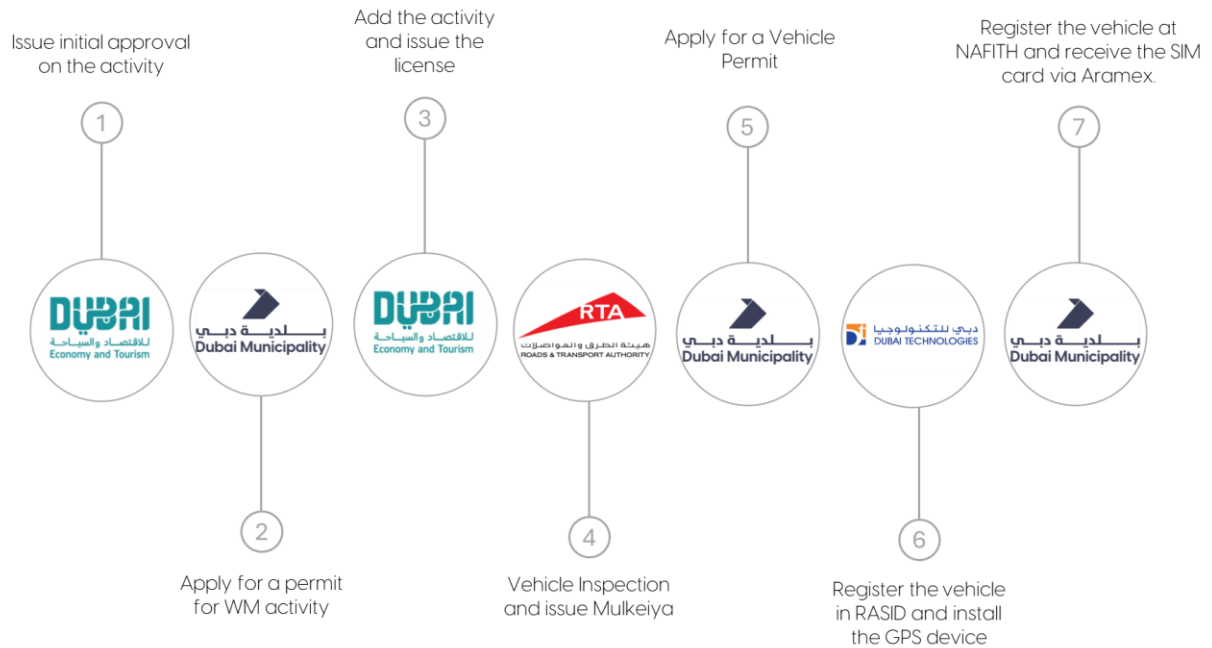 Issue initial approval
on the activity
1
Add the activity
and issue the
license
3
Apply for a Vehicle
Permit
5
Register the vehicle at
NAFITH and receive the SIM
card via Aramex.
7
DUBAI
للاقتصاد والسياحة
Economy and Tourism
بلدية دبي
Dubai Municipality
DUBAI
للاقتصاد والسياحة
Economy and Tourism
RTA
هيئة الطرق والمواصلات
ROADS & TRANSPORT AUTHORITY
بلدية دبي
Dubai Municipality
دبي للتكنولوجيا
DUBAI TECHNOLOGIES
بلدية دبي
Dubai Municipality
2
Apply for a permit
for WM activity
4
Vehicle Inspection
and issue Mulkeiya
6
Register the vehicle
in RASID and install
the GPS device